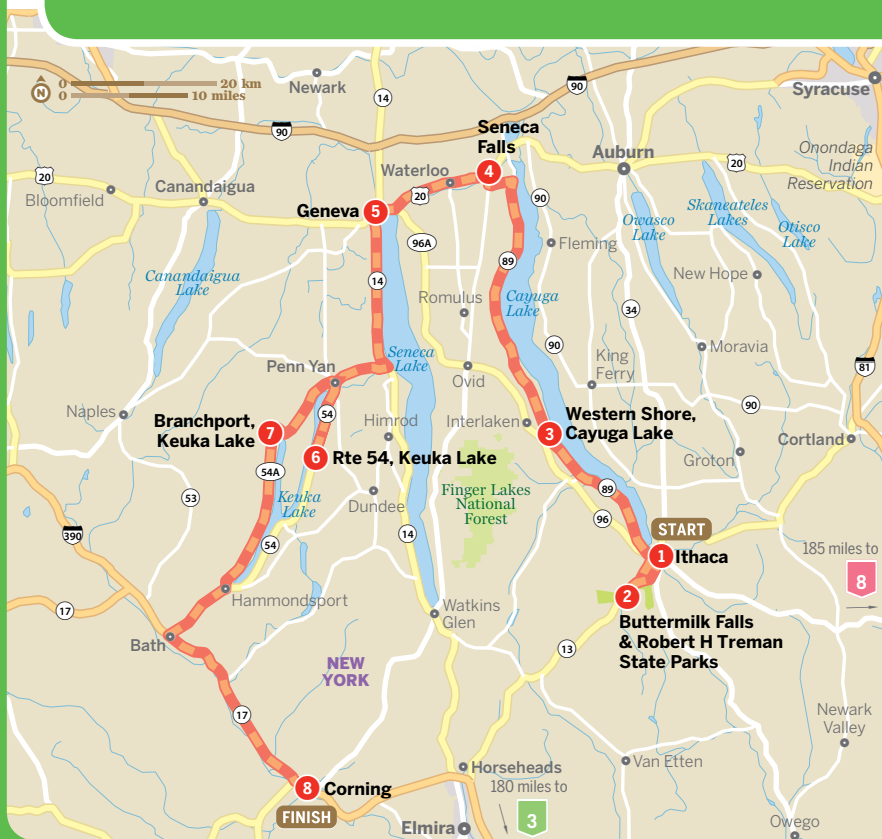 N
0
20 km
0
10 miles
Newark
14
90
Syracuse
90
Seneca
Falls
4
Auburn
20
Onondaga
Indian
Reservation
20
Bloomfield
Canandaigua
Waterloo
20
Geneva
5
96A
90
Fleming
Owasco
Lake
Skaneateles
Lakes
Otisco
Lake
Canandaigua
Lake
14
89
Romulus
Cayuga
Lake
34
New Hope
90
Moravia
81
Seneca
Lake
Penn Yan
Ovid
King
Ferry
Naples
54
Himrod
Interlaken
Western Shore,
Cayuga Lake
3
90
Cortland
Branchport,
Keuka Lake
7
6
Rte 54, Keuka Lake
Groton
54A
53
Keuka
Lake
Dundee
Finger Lakes
National
Forest
89
96
START
390
54
14
1
Ithaca
185 miles to
8
17
Hammondsport
Watkins
Glen
2
Buttermilk Falls
& Robert H Treman
State Parks
Bath
NEW
YORK
13
17
Newark
Valley
Van Etten
8
Corning
FINISH
Horseheads
180 miles to
3
Elmira
Owego